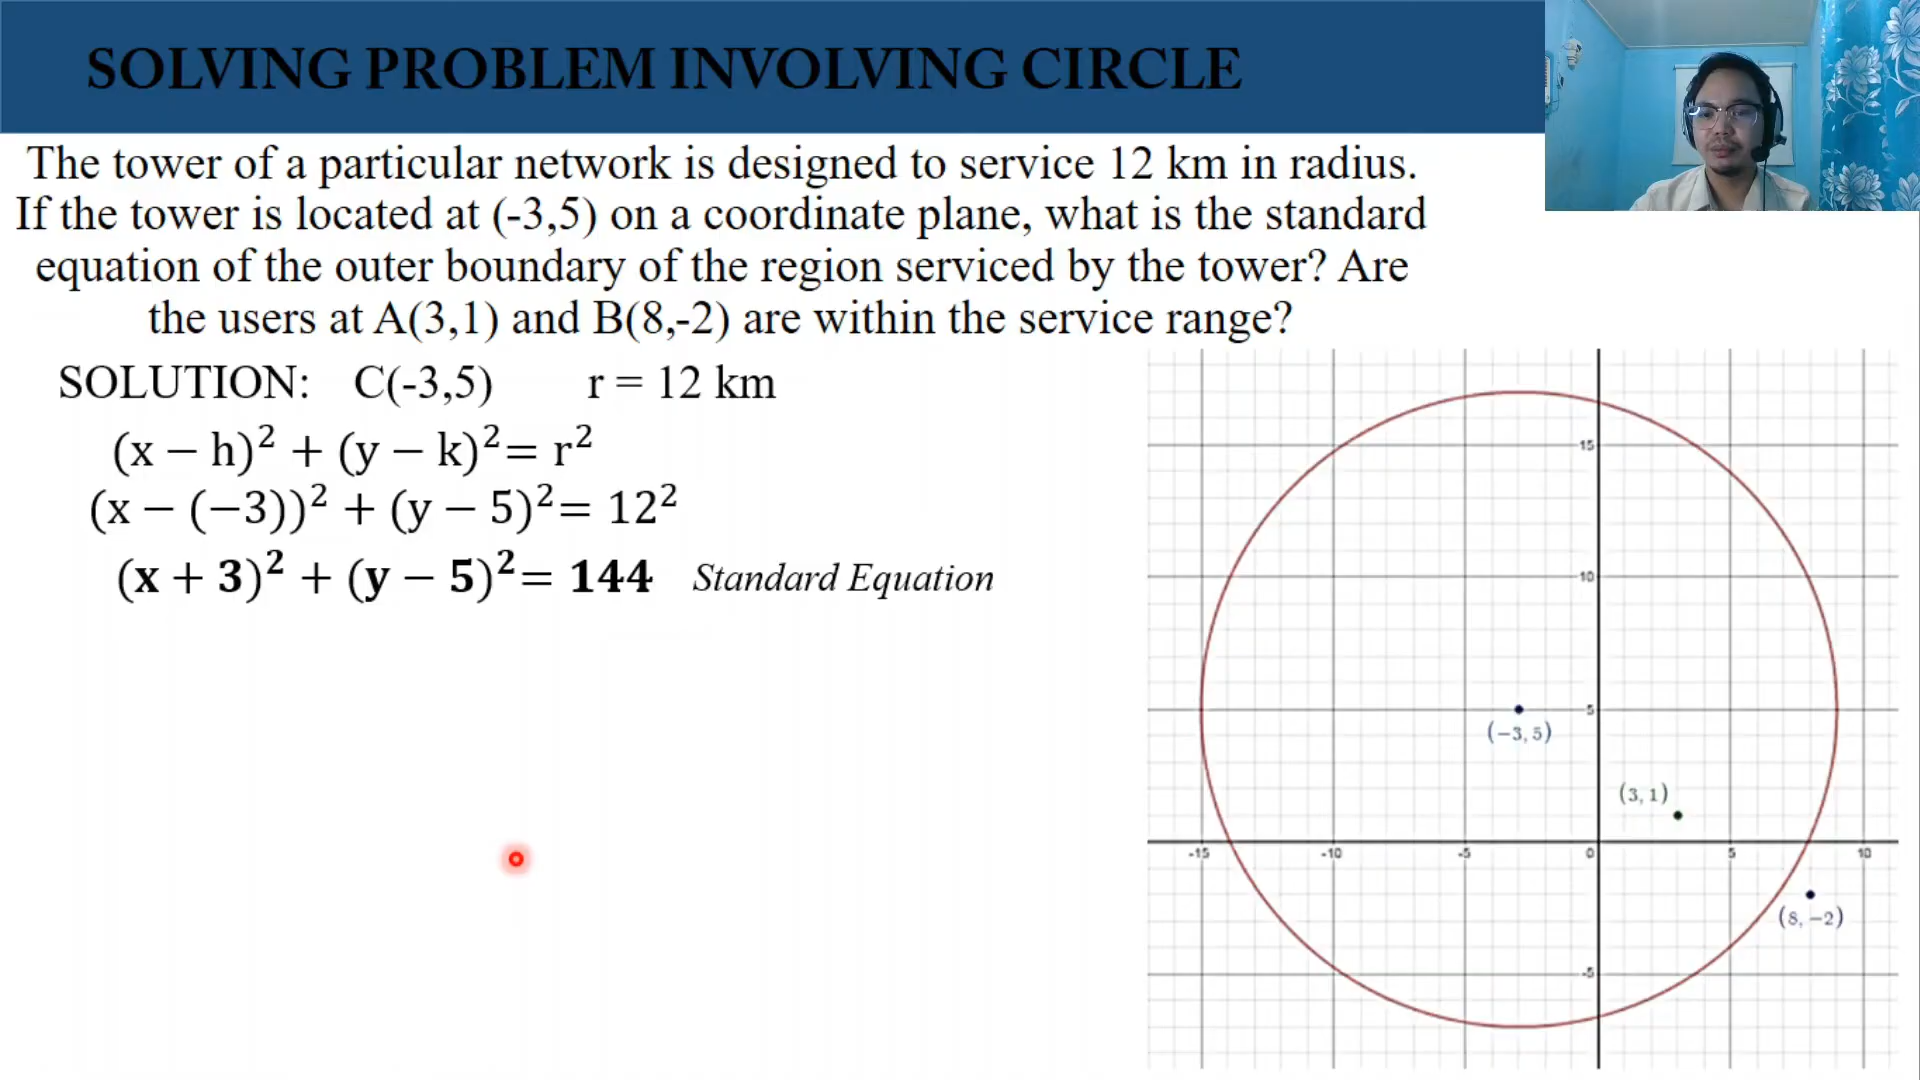 SOLVING PROBLEM INVOLVING CIRCLE
The tower of a particular network is designed to service 12 km in radius.
If the tower is located at (-3,5) on a coordinate plane, what is the standard
equation of the outer boundary of the region serviced by the tower? Are
the users at A(3,1) and B(8,-2) are within the service range?
SOLUTION: C(-3,5) r = 12 km
(x − h)² + (y − k)²= r²
(x − (−3))² + (y − 5)²= 12²
(x + 3)² + (y − 5)²= 144 Standard Equation
15
10
5
(−3, 5)
(3, 1)
-15 -10 -5 0 5 10
(8, −2)
-5